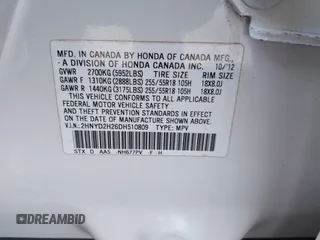 MFD. IN CANADA BY HONDA OF CANADA MFG.,
A DIVISION OF HONDA CANADA INC. 10/12
GVWR 2700KG(5952LBS) TIRE SIZE RIM SIZE
GAWR F 1310KG(2888LBS) 255/55R18 105H 18X8.0J
GAWR R 1440KG(3175LBS) 255/55R18 105H 18X8.0J
THIS VEHICLE CONFORMS TO ALL APPLICABLE
FEDERAL MOTOR VEHICLE SAFETY AND THEFT
PREVENTION STANDARDS IN EFFECT ON THE DATE
OF MANUFACTURE SHOWN ABOVE.
V.I.N.: 2HNYD2H26DH510809 TYPE: MPV
STX D AAS NH677PV F H
AUTOBIDMASTER